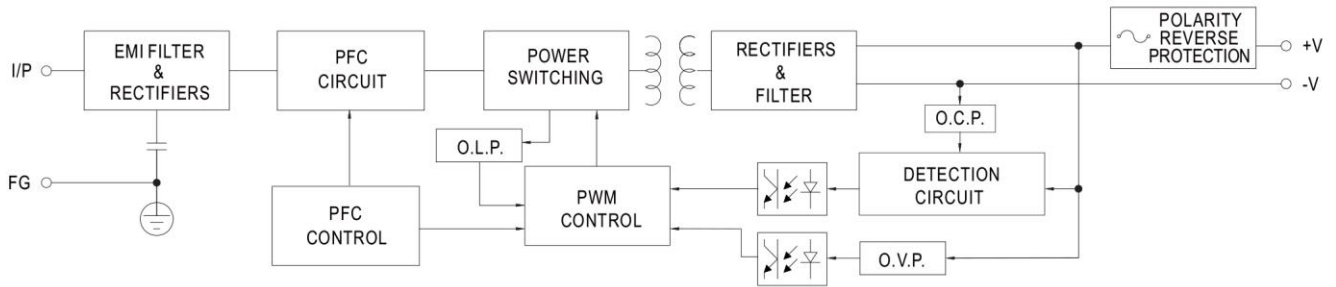 I/P
EMI FILTER
&
RECTIFIERS
PFC
CIRCUIT
POWER
SWITCHING
RECTIFIERS
&
FILTER
POLARITY
REVERSE
PROTECTION
+V
-V
O.C.P.
O.L.P.
DETECTION
CIRCUIT
FG
PFC
CONTROL
PWM
CONTROL
O.V.P.